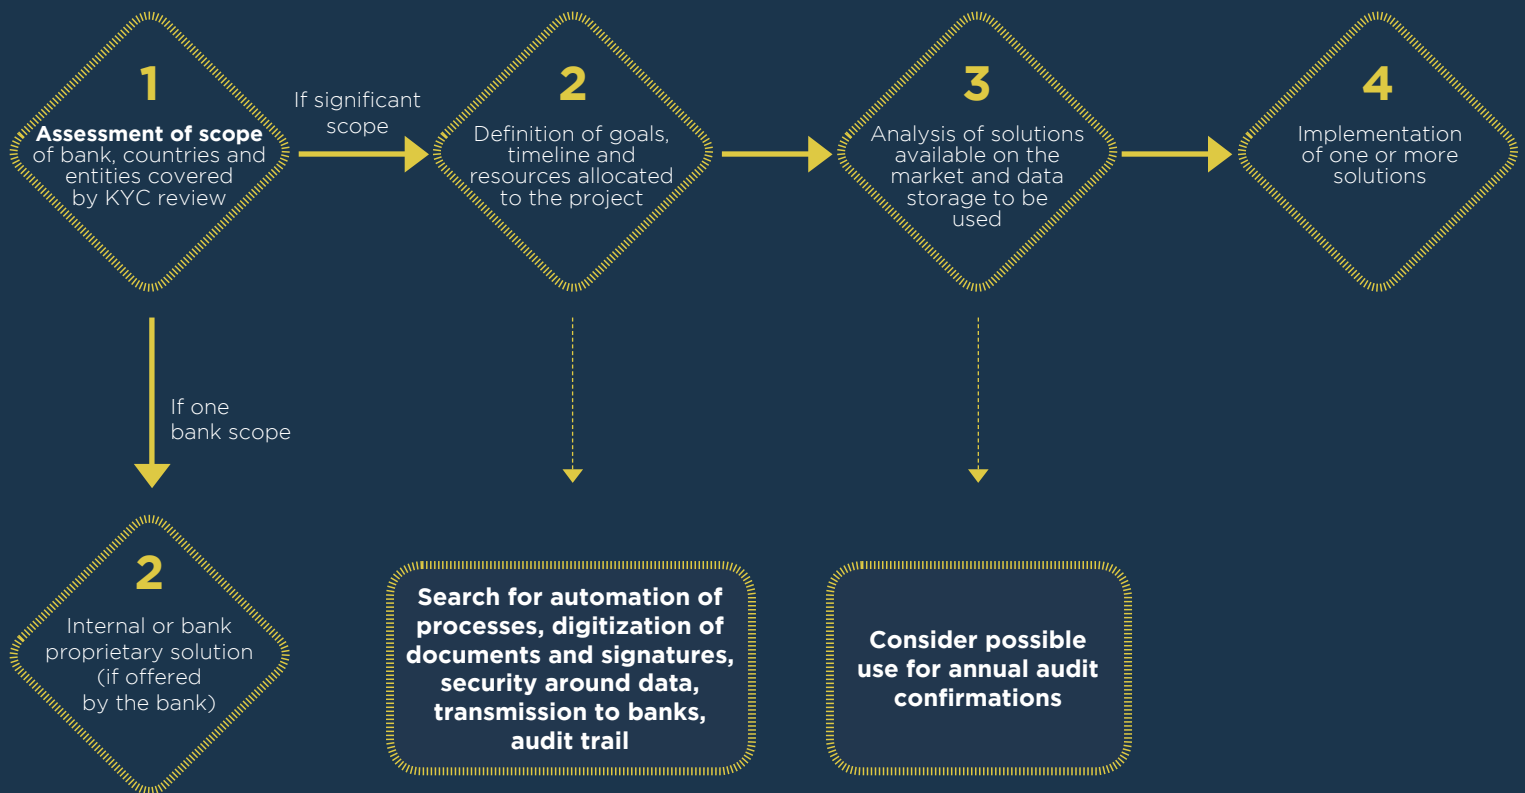 1
Assessment of scope
of bank, countries and
entities covered
by KYC review
If significant
scope
2
Definition of goals,
timeline and
resources allocated
to the project
3
Analysis of solutions
available on the
market and data
storage to be
used
4
Implementation
of one or more
solutions
If one
bank scope
2
Internal or bank
proprietary solution
(if offered
by the bank)
Search for automation of
processes, digitization of
documents and signatures,
security around data,
transmission to banks,
audit trail
Consider possible
use for annual audit
confirmations